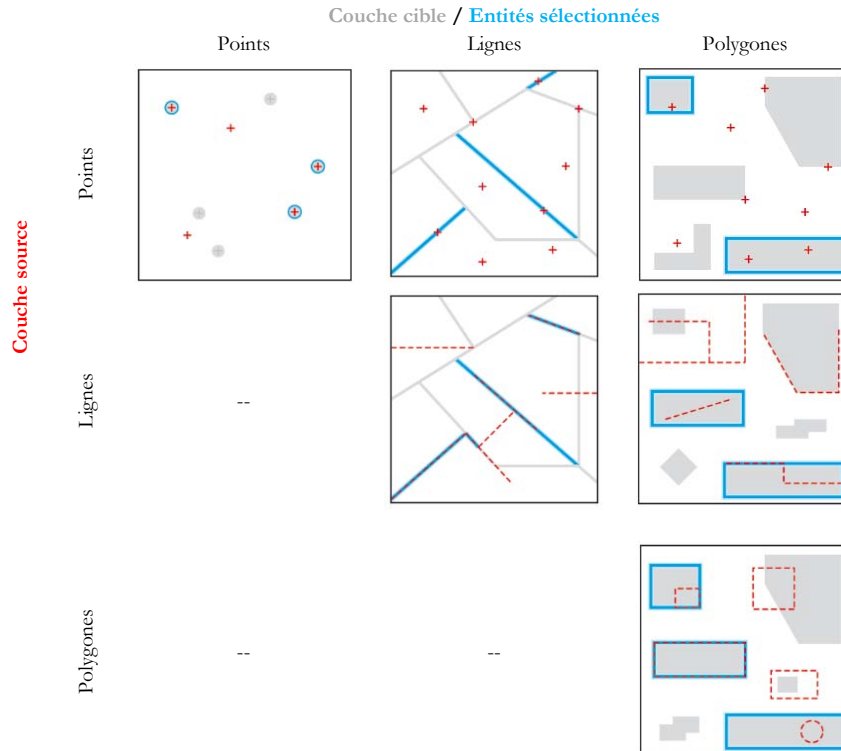 Couche cible / Entités sélectionnées
Points Lignes Polygones
Couche source
Points
Lignes
--
Polygones
-- --